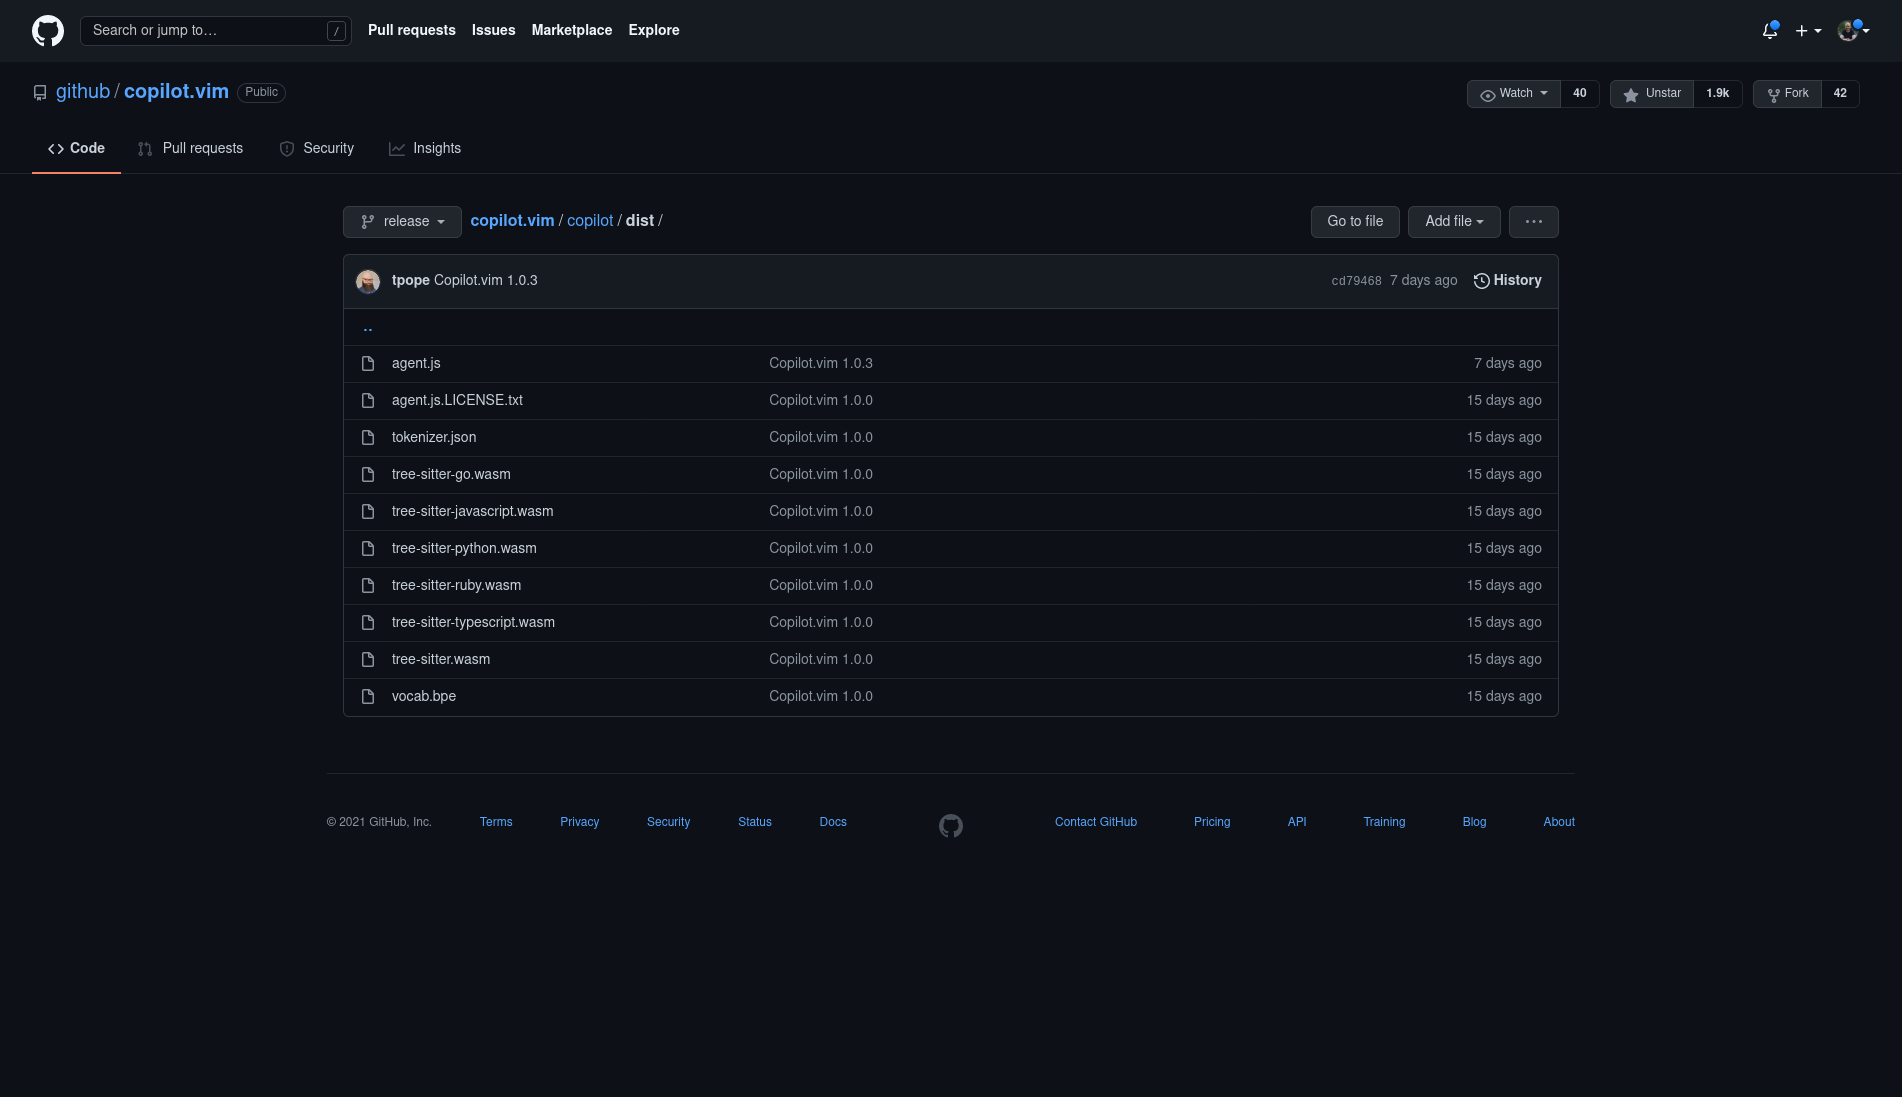 Search or jump to… /
Pull requests Issues Marketplace Explore
github / copilot.vim Public
Watch 40 Unstar 1.9k Fork 42
Code Pull requests Security Insights
release copilot.vim / copilot / dist /
Go to file Add file ...
tpope Copilot.vim 1.0.3 cd79468 7 days ago History
..
agent.js Copilot.vim 1.0.3 7 days ago
agent.js.LICENSE.txt Copilot.vim 1.0.0 15 days ago
tokenizer.json Copilot.vim 1.0.0 15 days ago
tree-sitter-go.wasm Copilot.vim 1.0.0 15 days ago
tree-sitter-javascript.wasm Copilot.vim 1.0.0 15 days ago
tree-sitter-python.wasm Copilot.vim 1.0.0 15 days ago
tree-sitter-ruby.wasm Copilot.vim 1.0.0 15 days ago
tree-sitter-typescript.wasm Copilot.vim 1.0.0 15 days ago
tree-sitter.wasm Copilot.vim 1.0.0 15 days ago
vocab.bpe Copilot.vim 1.0.0 15 days ago
© 2021 GitHub, Inc. Terms Privacy Security Status Docs Contact GitHub Pricing API Training Blog About